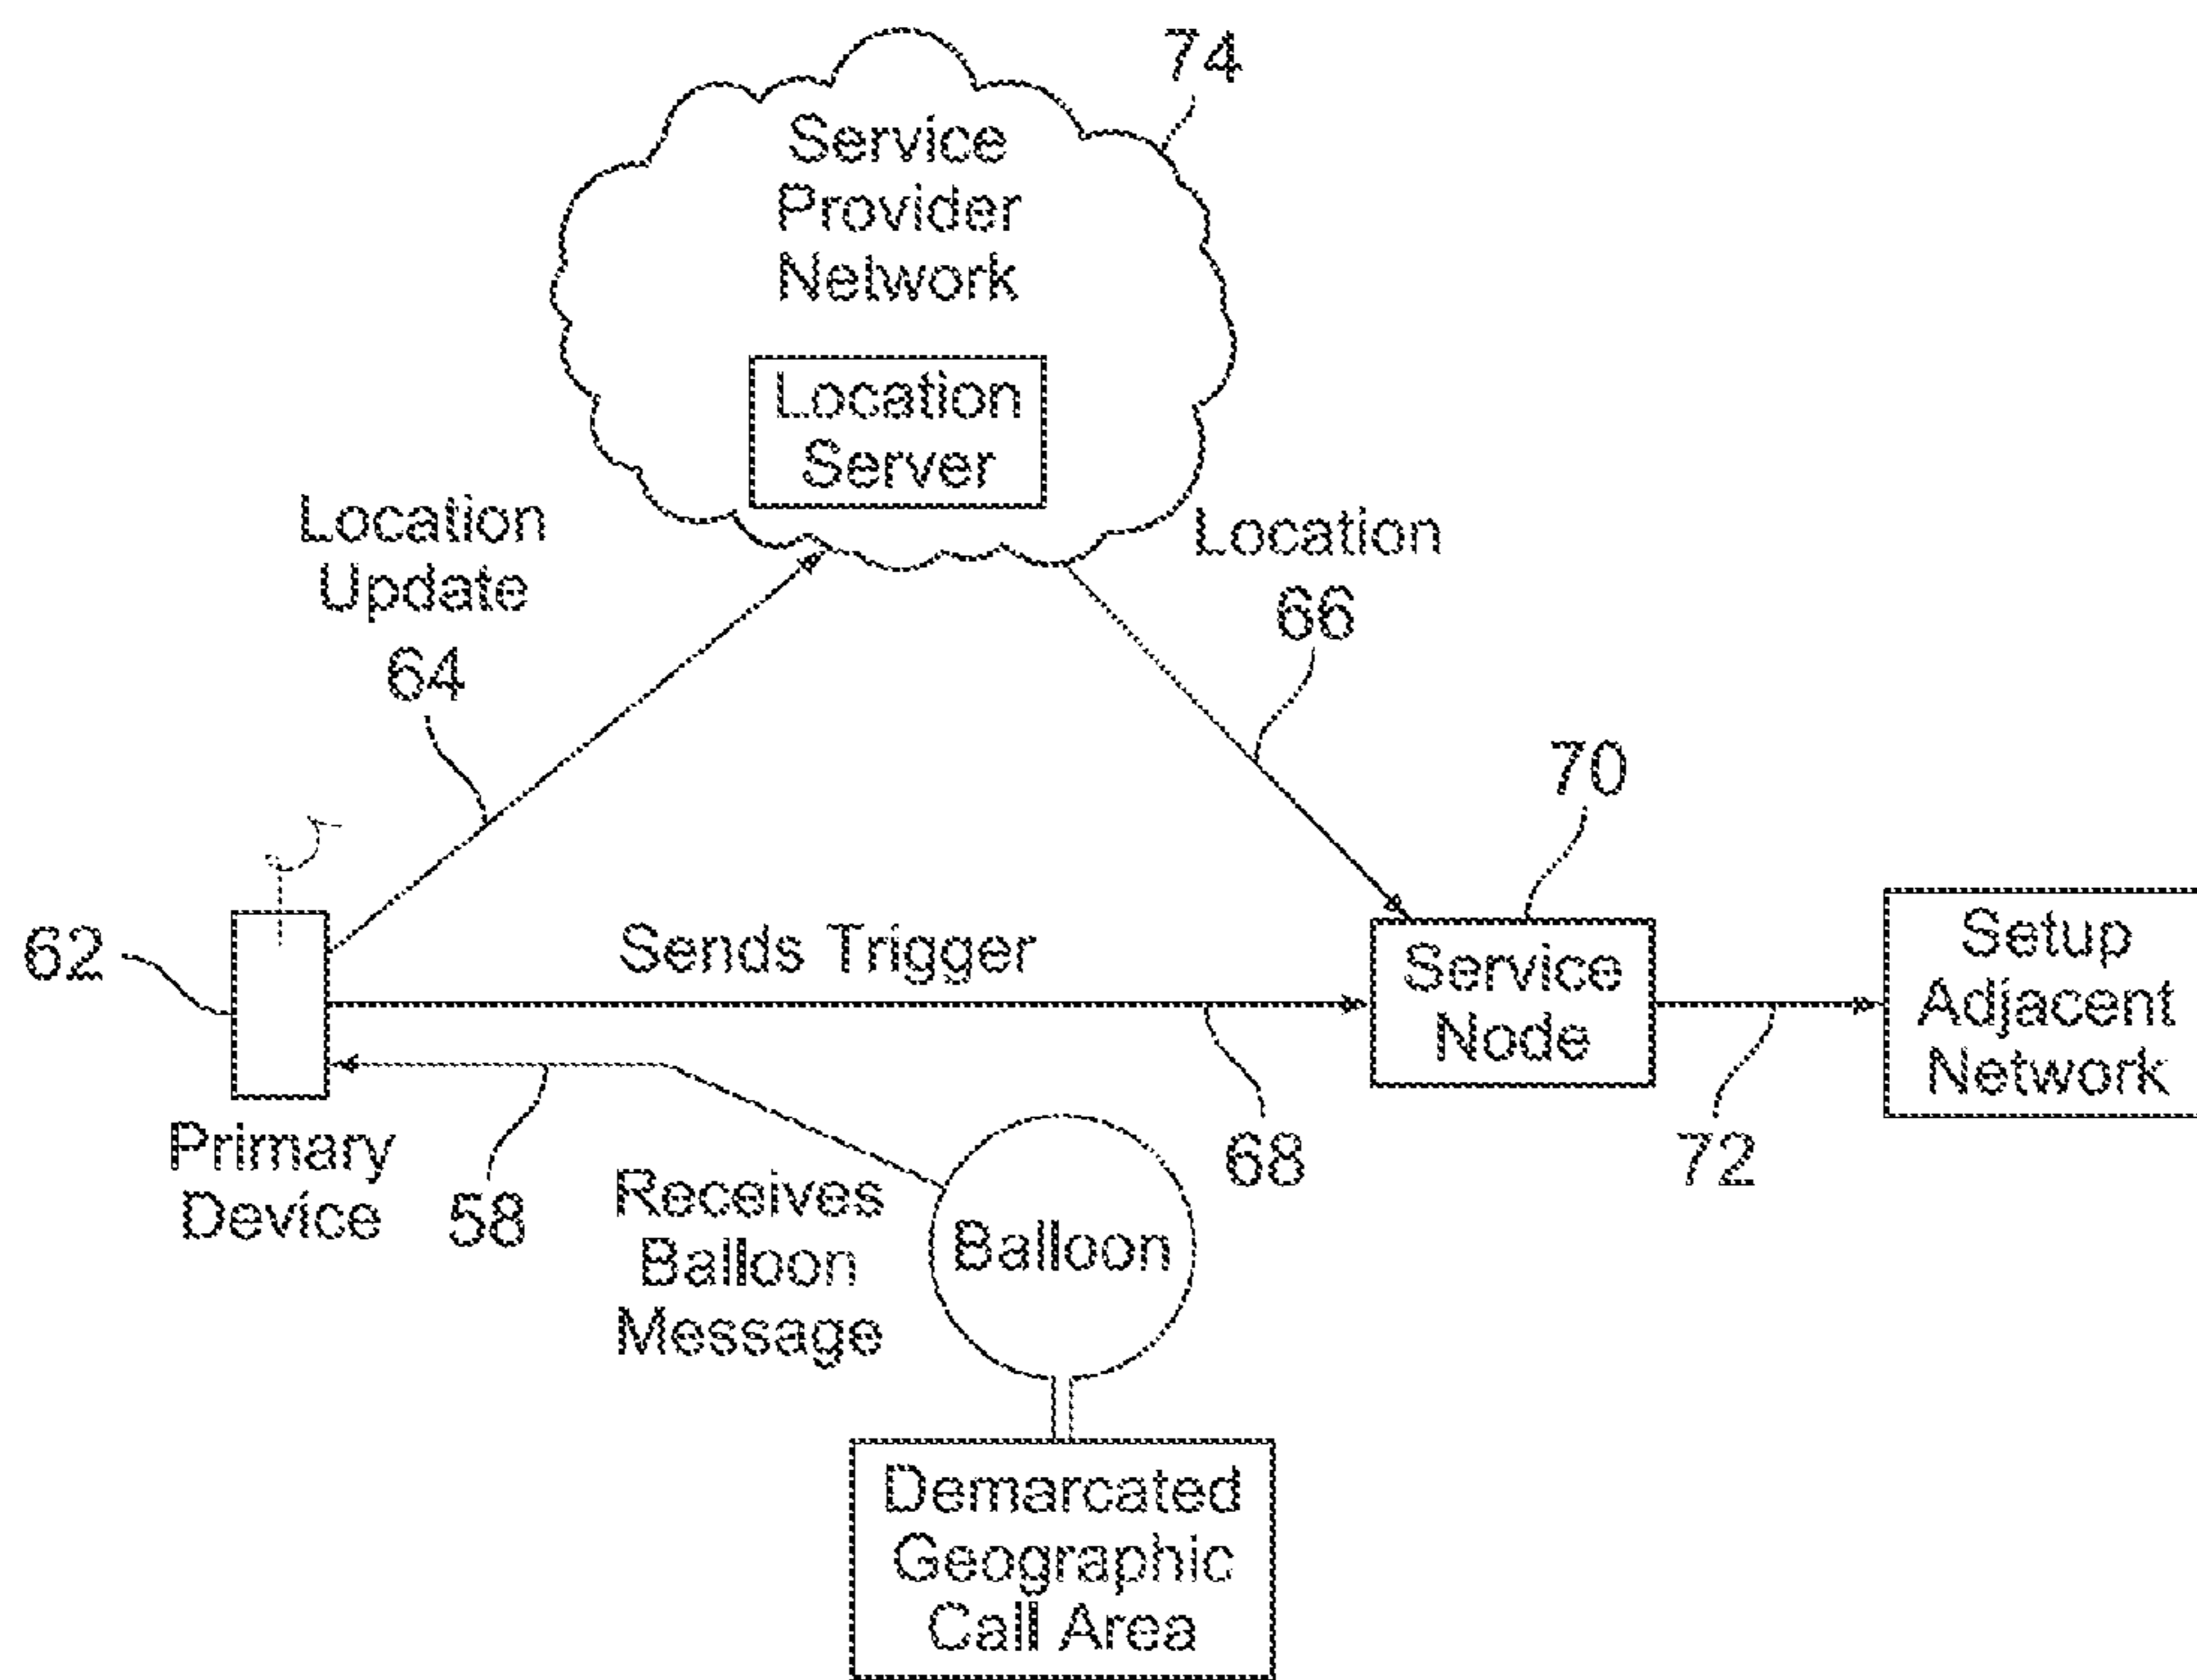 74
Service
Provider
Network
Location
Server
Location
Update
64
Location
66
70
62
Sends Trigger
Service
Node
Setup
Adjacent
Network
Primary
Device
58
Receives
Balloon
Message
Balloon
68
72
Demarcated
Geographic
Call Area